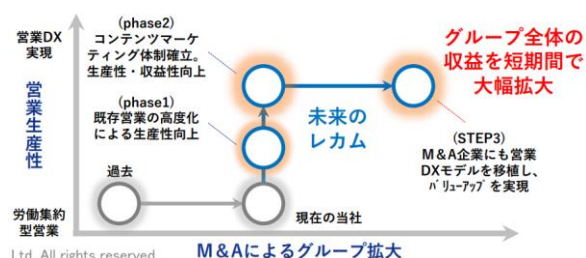 営業DX
実現
(phase2)
コンテンツマーケ
ティング体制確立。
生産性・収益性向上
グループ全体の
収益を短期間で
大幅拡大
営業生産性
(phase1)
既存営業の高度化
による生産性向上
未来の
レカム
(STEP3)
M&A企業にも営業
DXモデルを移植し、
バリューアップを実現
過去
労働集約
型営業
現在の当社
Ltd. All rights reserved
M&Aによるグループ拡大